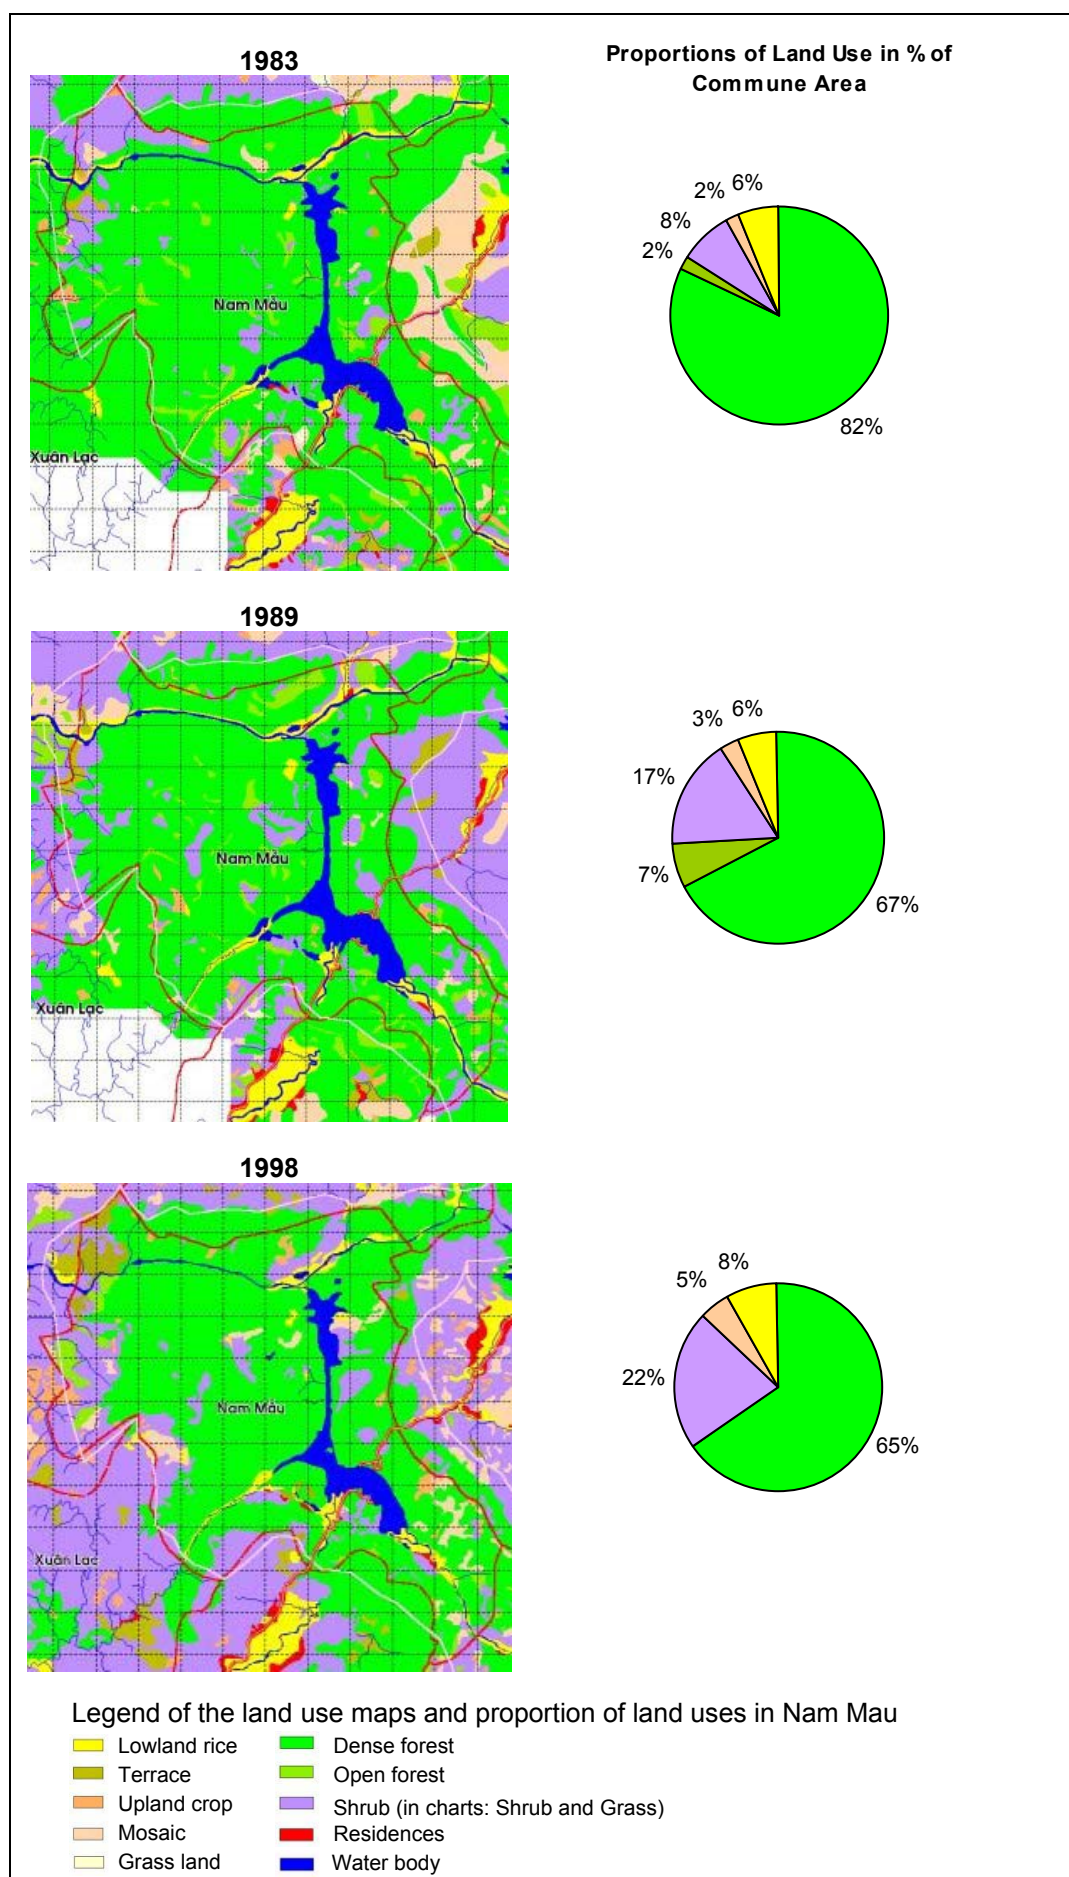 1983
Proportions of Land Use in % of
Commune Area
Nam Mẫu
Xuân Lạc
2% 6%
8%
2%
82%
1989
Nam Mẫu
Xuân Lạc
3% 6%
17%
7%
67%
1998
Nam Mẫu
Xuân Lạc
8%
5%
22%
65%
Legend of the land use maps and proportion of land uses in Nam Mau
Lowland rice
Terrace
Upland crop
Mosaic
Grass land
Dense forest
Open forest
Shrub (in charts: Shrub and Grass)
Residences
Water body